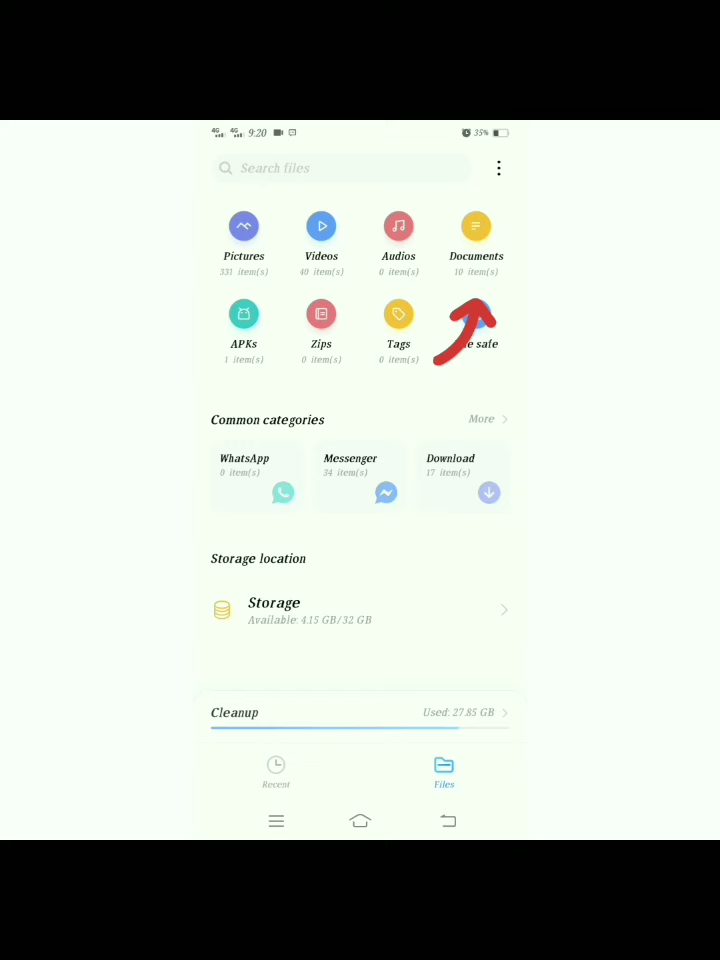 4G 4G 9:20 35%
Search files
Pictures Videos Audios Documents
331 item(s) 40 item(s) 0 item(s) 10 item(s)
APKs Zips Tags safe
1 item(s) 0 item(s) 0 item(s)
Common categories More
WhatsApp Messenger Download
0 item(s) 34 item(s) 17 item(s)
Storage location
Storage
Available: 4.15 GB/32 GB
Cleanup Used: 27.85 GB
Recent Files